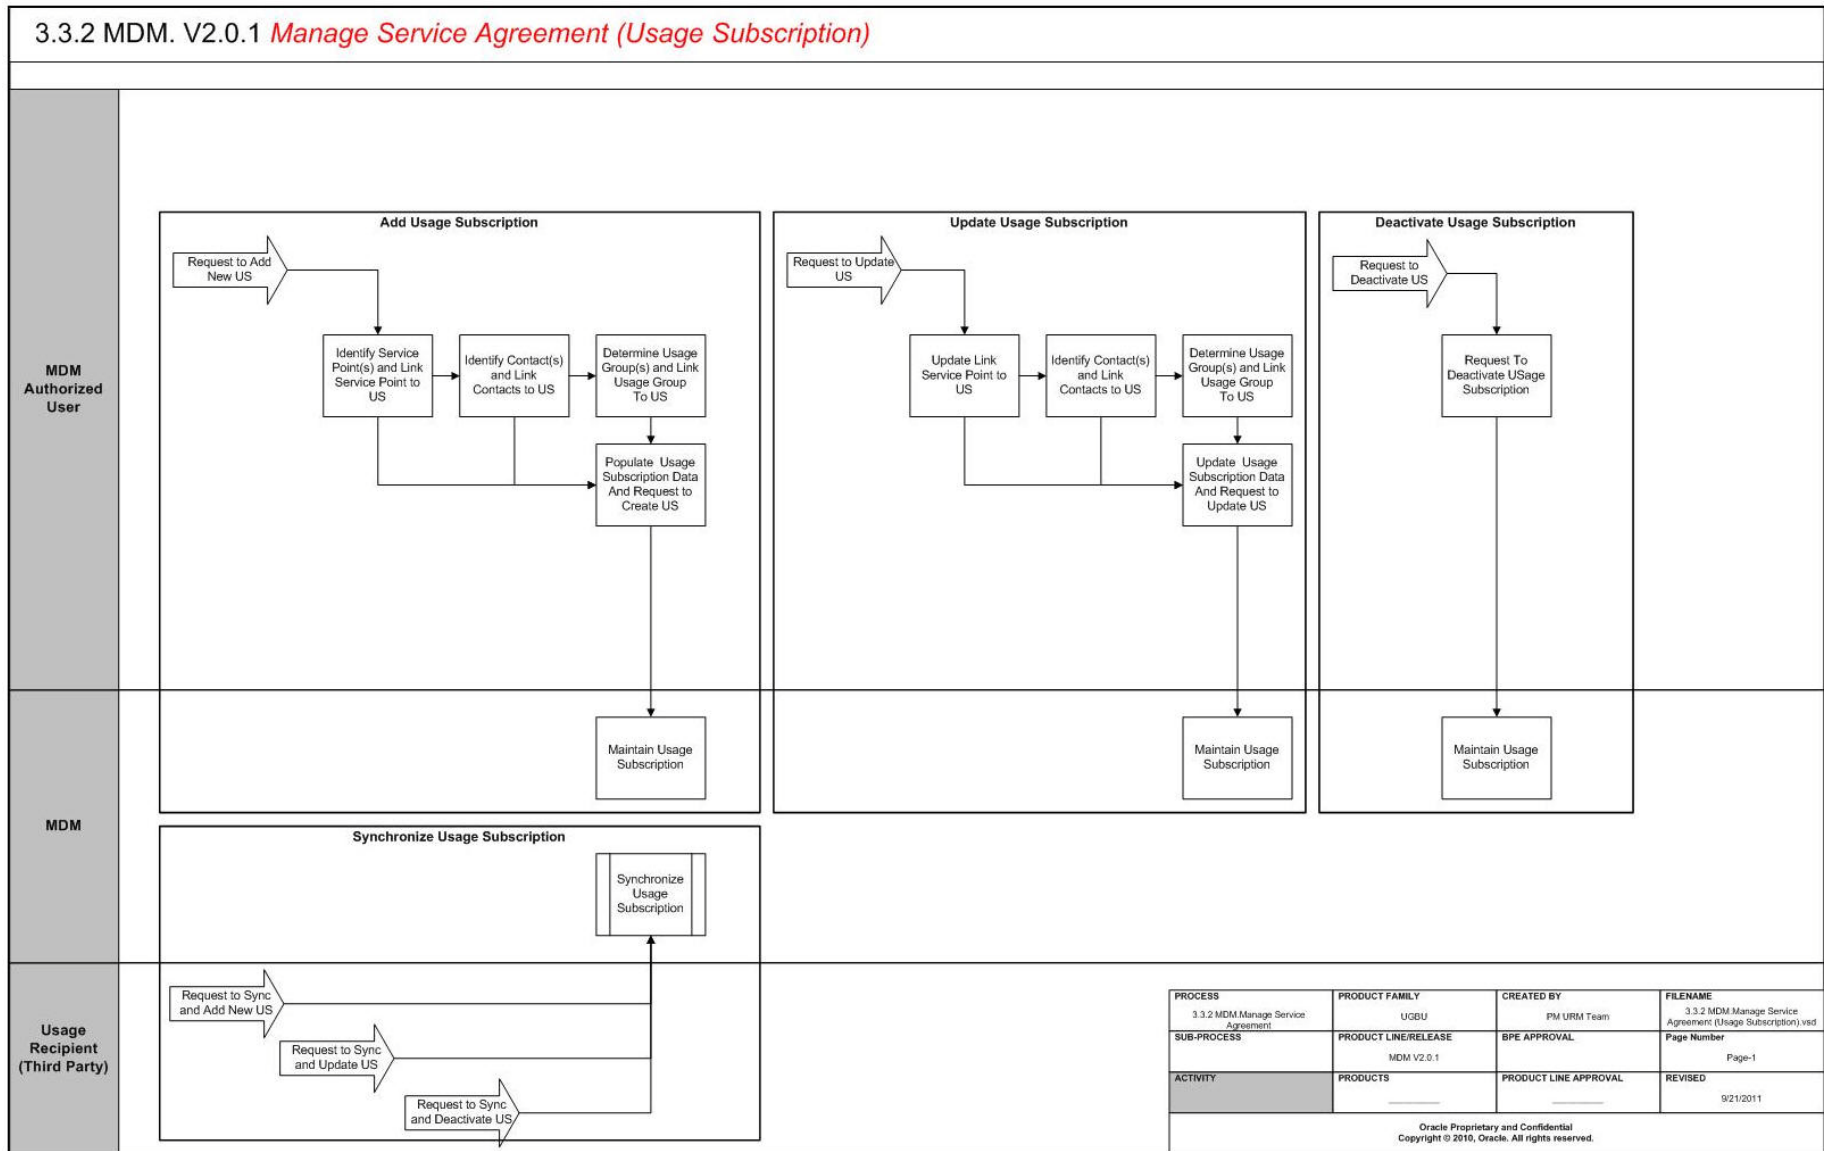 3.3.2 MDM. V2.0.1 Manage Service Agreement (Usage Subscription)
MDM
Authorized
User
Add Usage Subscription
Request to Add
New US
Identify Service
Point(s) and Link
Service Point to
US
Identify Contact(s)
and Link
Contacts to US
Determine Usage
Group(s) and Link
Usage Group
To US
Populate Usage
Subscription Data
And Request to
Create US
Update Usage Subscription
Request to Update
US
Update Link
Service Point to
US
Identify Contact(s)
and Link
Contacts to US
Determine Usage
Group(s) and Link
Usage Group
To US
Update Usage
Subscription Data
And Request to
Update US
Deactivate Usage Subscription
Request to
Deactivate US
Request To
Deactivate USage
Subscription
MDM
Maintain Usage
Subscription
Maintain Usage
Subscription
Maintain Usage
Subscription
Synchronize Usage Subscription
Synchronize
Usage
Subscription
Usage
Recipient
(Third Party)
Request to Sync
and Add New US
Request to Sync
and Update US
Request to Sync
and Deactivate US
PROCESS
3.3.2 MDM.Manage Service
Agreement
PRODUCT FAMILY
UGBU
CREATED BY
PM URM Team
FILENAME
3.3.2 MDM.Manage Service
Agreement (Usage Subscription).vsd
SUB-PROCESS
PRODUCT LINE/RELEASE
MDM V2.0.1
BPE APPROVAL
Page Number
Page-1
ACTIVITY
PRODUCTS
PRODUCT LINE APPROVAL
REVISED
9/21/2011
Oracle Proprietary and Confidential
Copyright © 2010, Oracle. All rights reserved.